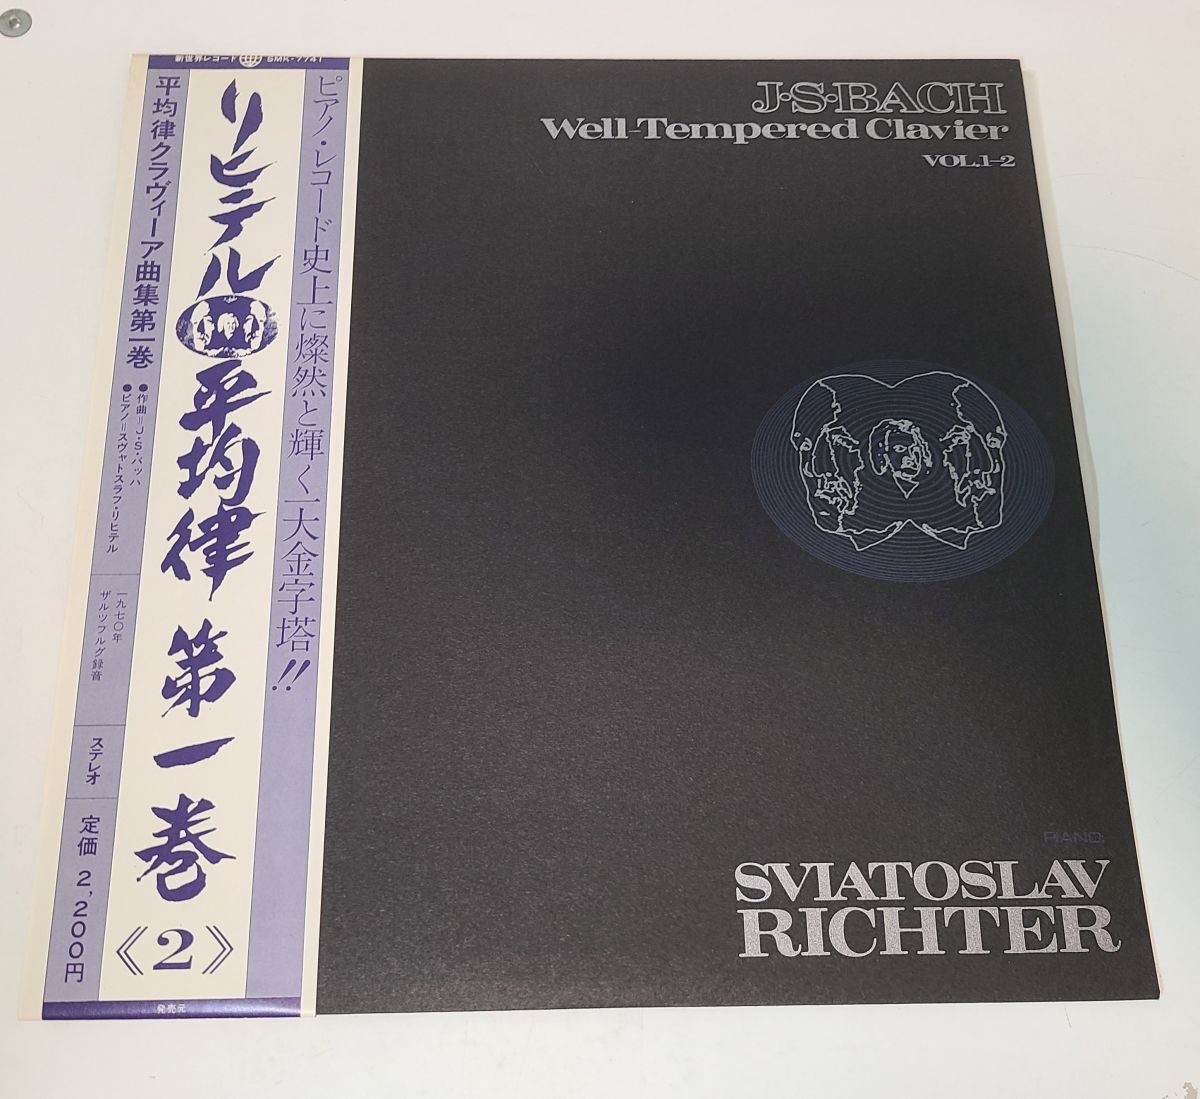 新世界レコード SMK-7741
ピアノ・レコード史上に燦然と輝く一大金字塔!!
リヒテル
平均律 第一巻
《2》
平均律クラヴィーア曲集第一巻
●作曲=J・S・バッハ
●ピアノ=スヴャトスラフ・リヒテル
一九七〇年
ザルツブルグ録音
ステレオ
定価 2,200円
発売元
J·S·BACH
Well-Tempered Clavier
VOL.1-2
PIANO:
SVIATOSLAV
RICHTER